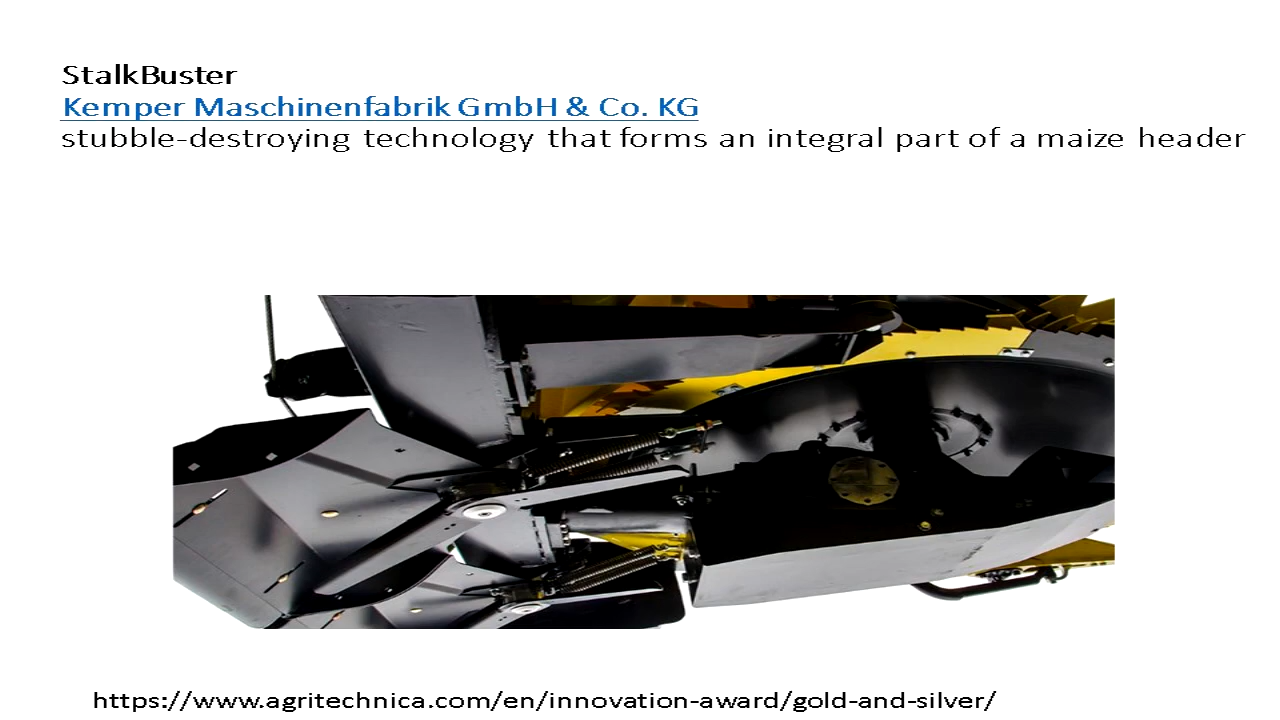 StalkBuster
Kemper Maschinenfabrik GmbH & Co. KG
stubble-destroying technology that forms an integral part of a maize header
https://www.agritechnica.com/en/innovation-award/gold-and-silver/